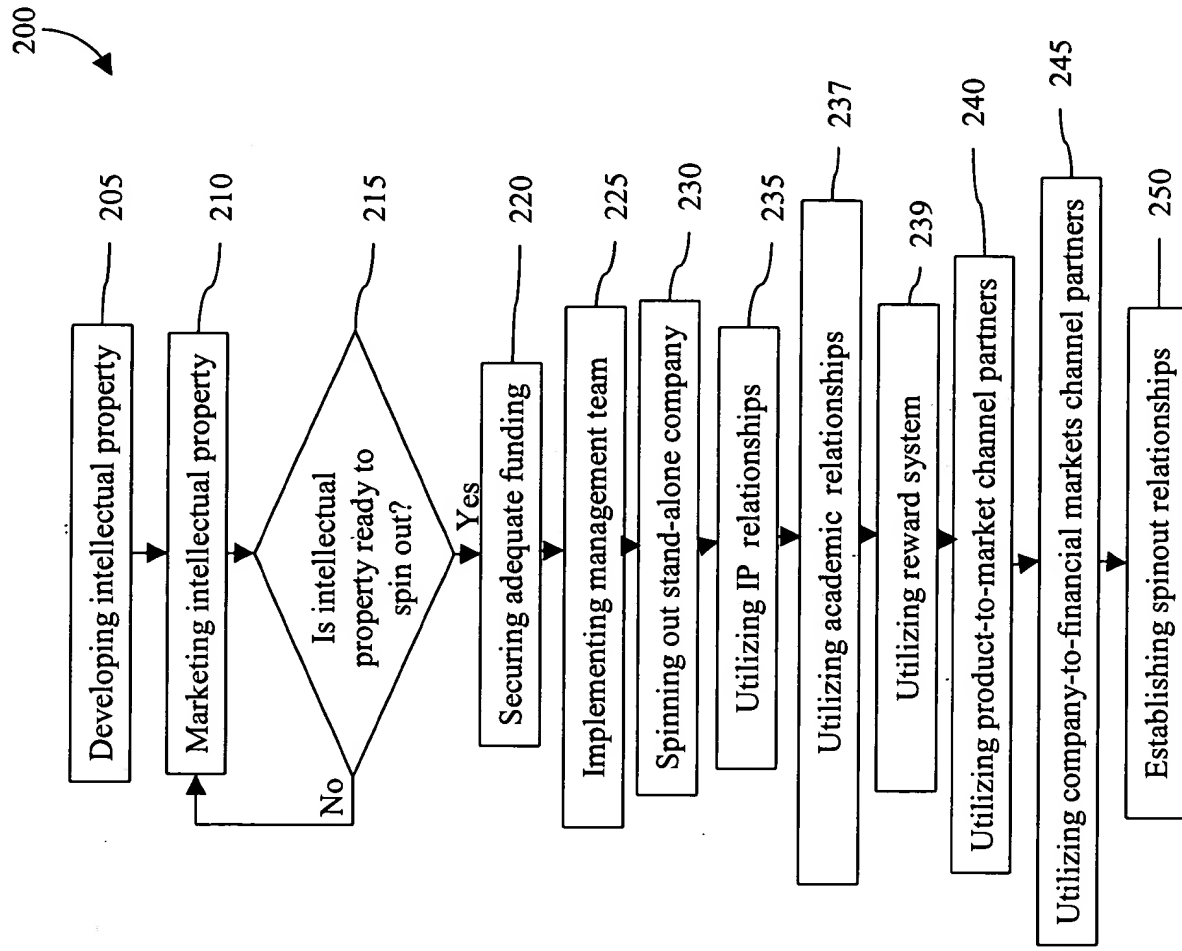 200
Developing intellectual property
205
Marketing intellectual property
210
Is intellectual
property ready to
spin out?
215
No
Yes
Securing adequate funding
220
Implementing management team
225
Spinning out stand-alone company
230
Utilizing IP relationships
235
Utilizing academic relationships
237
Utilizing reward system
239
Utilizing product-to-market channel partners
240
Utilizing company-to-financial markets channel partners
245
Establishing spinout relationships
250